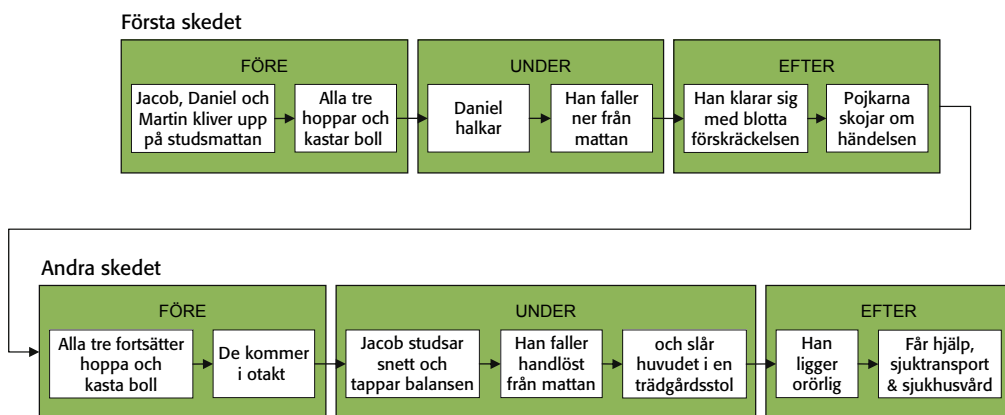 Första skedet
FÖRE
Jacob, Daniel och
Martin kliver upp
på studsmattan
Alla tre
hoppar och
kastar boll
UNDER
Daniel
halkar
Han faller
ner från
mattan
EFTER
Han klarar sig
med blotta
förskräckelsen
Pojkarna
skojar om
händelsen
Andra skedet
FÖRE
Alla tre fortsätter
hoppa och
kasta boll
De kommer
i otakt
UNDER
Jacob studsar
snett och
tappar balansen
Han faller
handlöst
från mattan
och slår
huvudet i en
trädgårdsstol
EFTER
Han
ligger
orörlig
Får hjälp,
sjuktransport
& sjukhusvård